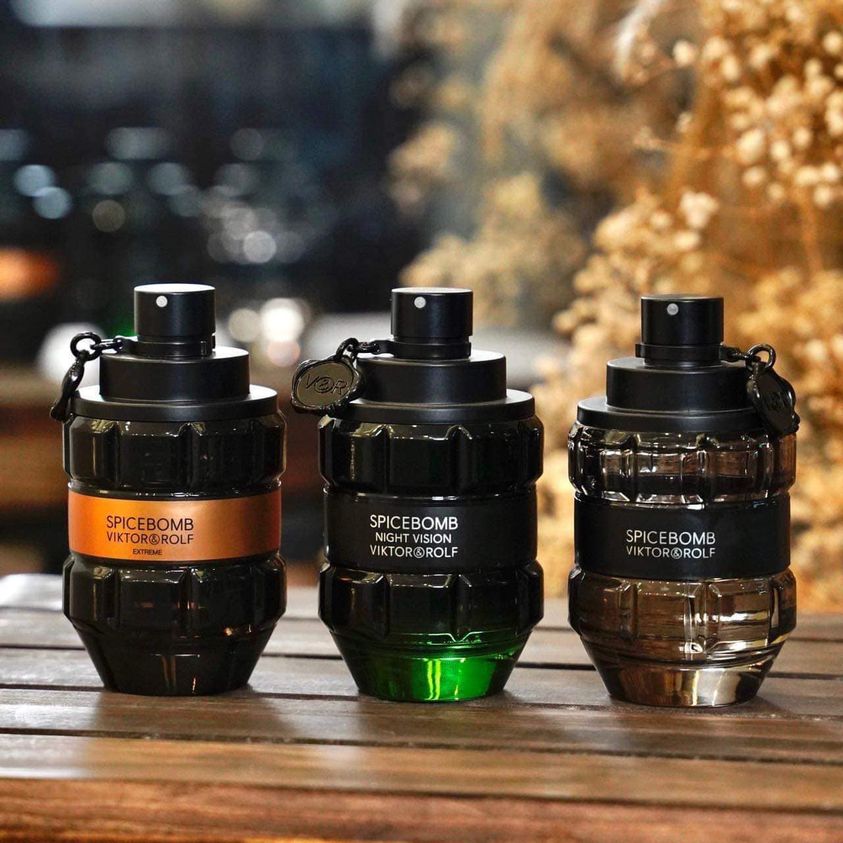 SPICEBOMB
VIKTOR&ROLF
EXTREME
V&R
SPICEBOMB
NIGHT VISION
VIKTOR&ROLF
SPICEBOMB
VIKTOR&ROLF